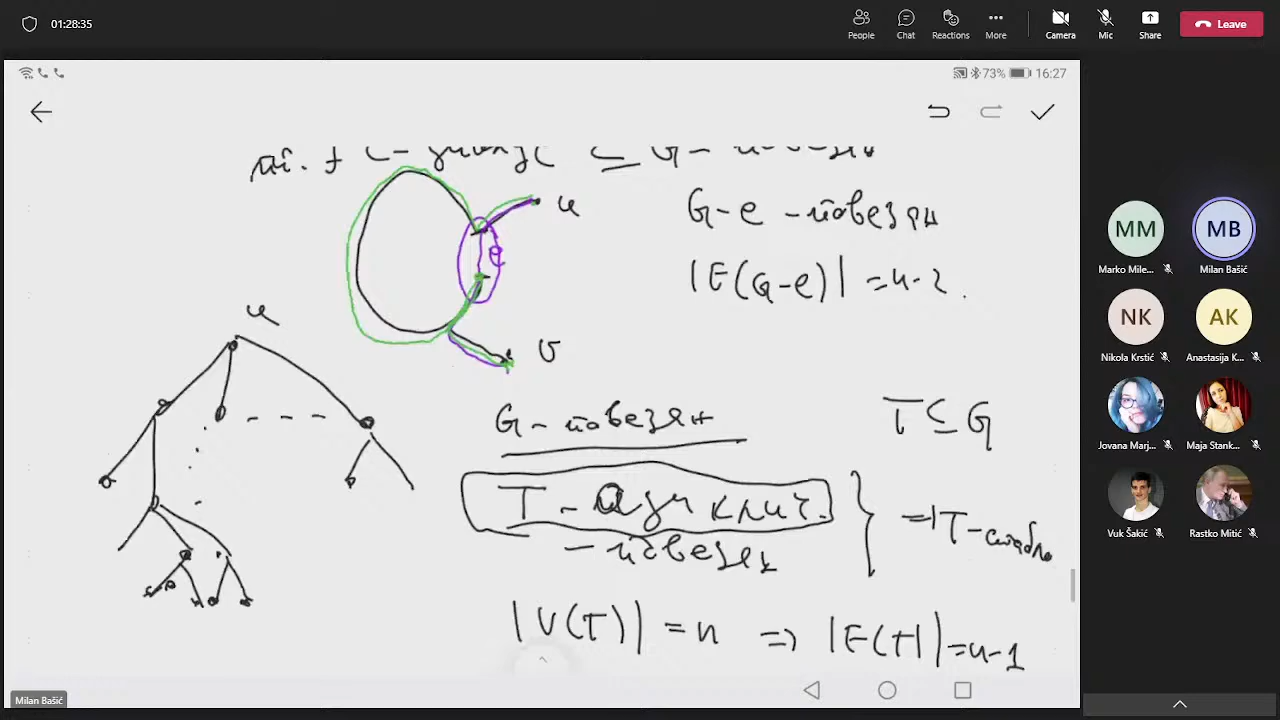 01:28:35
People Chat Reactions More Camera Mic Share Leave
73% 16:27
u
G-e - повезан
e
|E(G-e)| = n-2.
v
u
G - повезан
T ⊆ G
T - ациклич.
- повезан
=> T - стабло
|V(T)| = n => |E(T)| = n-1
Milan Bašić
MM
Marko Mile...
MB
Milan Bašić
NK
Nikola Krstić
AK
Anastasija K...
Jovana Marj...
Maja Stank...
Vuk Šakić
Rastko Mitić